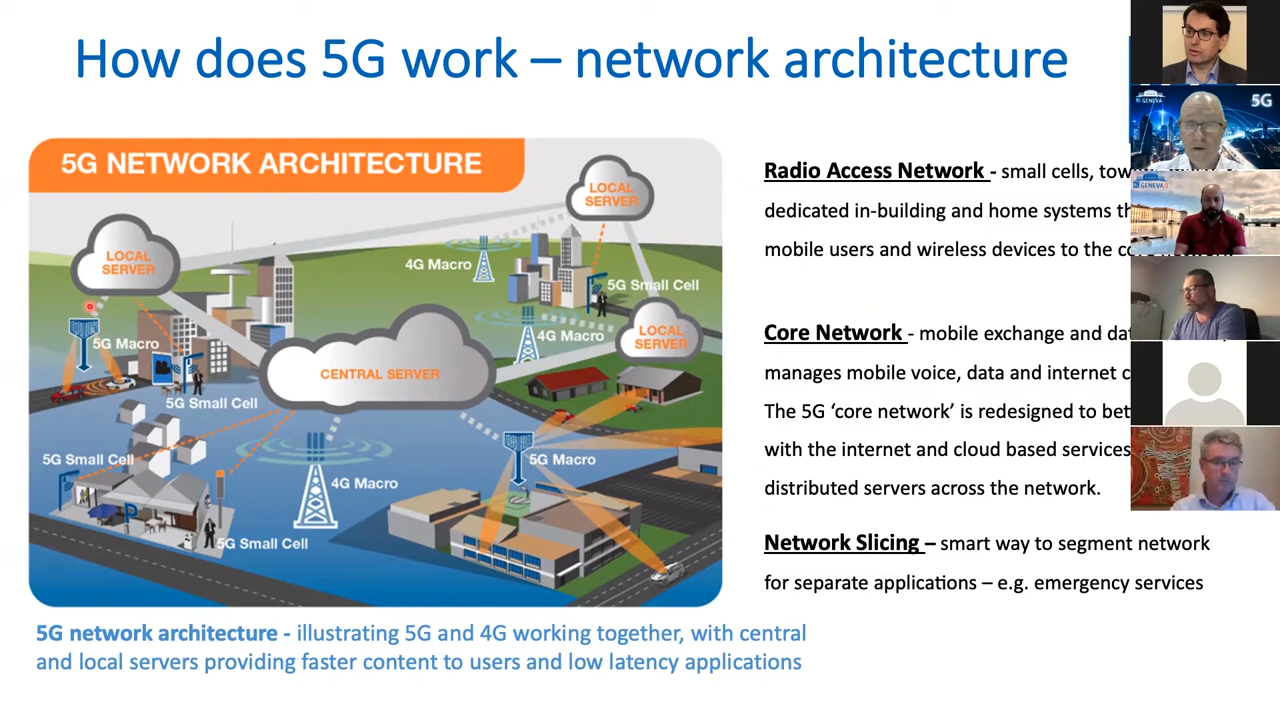 How does 5G work – network architecture
5G
GENEVA
GENEVA
5G NETWORK ARCHITECTURE
LOCAL
SERVER
LOCAL
SERVER
4G Macro
5G Small Cell
4G Macro
LOCAL
SERVER
5G Macro
CENTRAL SERVER
5G Small Cell
5G Small Cell
P
4G Macro
5G Macro
5G Small Cell
5G network architecture - illustrating 5G and 4G working together, with central
and local servers providing faster content to users and low latency applications
Radio Access Network - small cells,
dedicated in-building and home systems
mobile users and wireless devices to the
Core Network - mobile exchange and
manages mobile voice, data and internet
The 5G ‘core network’ is redesigned to
with the internet and cloud based services
distributed servers across the network.
Network Slicing – smart way to segment network
for separate applications – e.g. emergency services